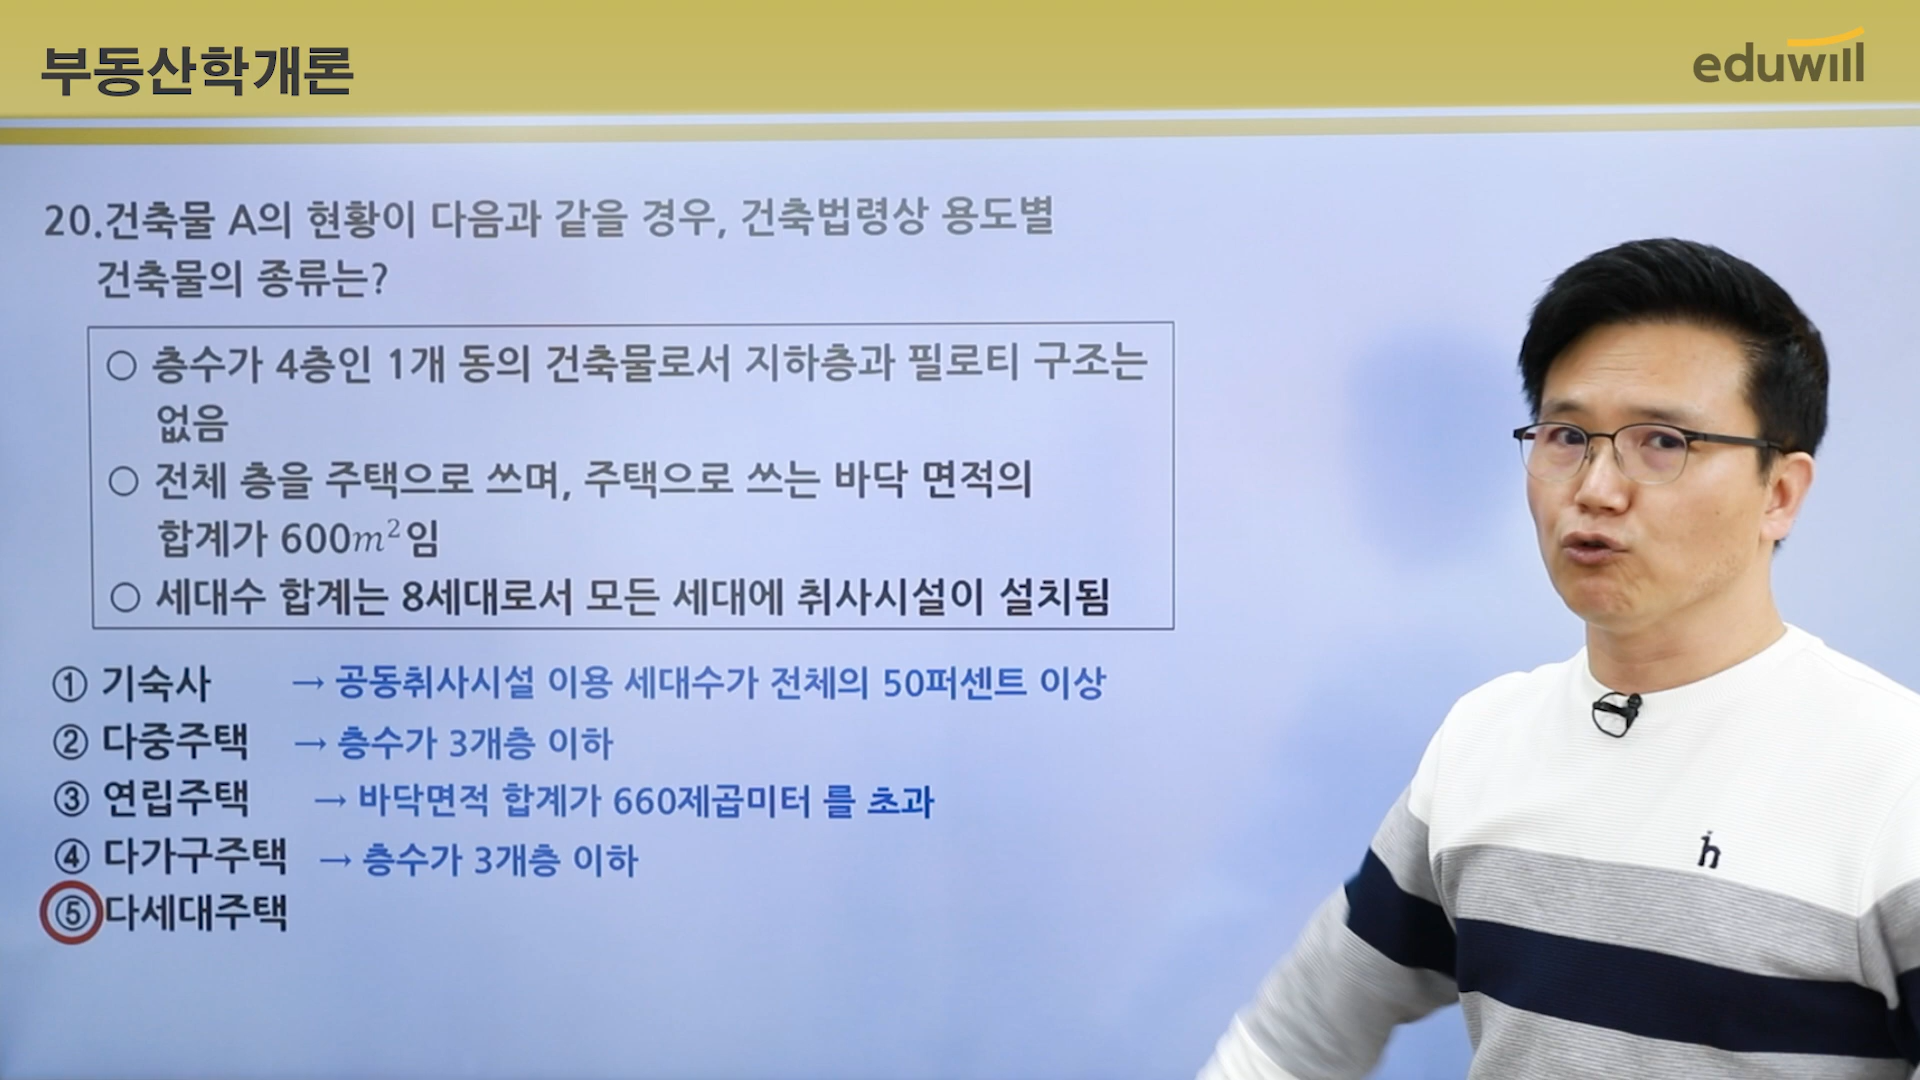 부동산학개론
eduwill
20.건축물 A의 현황이 다음과 같을 경우, 건축법령상 용도별
건축물의 종류는?
○ 층수가 4층인 1개 동의 건축물로서 지하층과 필로티 구조는
없음
○ 전체 층을 주택으로 쓰며, 주택으로 쓰는 바닥 면적의
합계가 600m²임
○ 세대수 합계는 8세대로서 모든 세대에 취사시설이 설치됨
① 기숙사 → 공동취사시설 이용 세대수가 전체의 50퍼센트 이상
② 다중주택 → 층수가 3개층 이하
③ 연립주택 → 바닥면적 합계가 660제곱미터 를 초과
④ 다가구주택 → 층수가 3개층 이하
⑤ 다세대주택
h